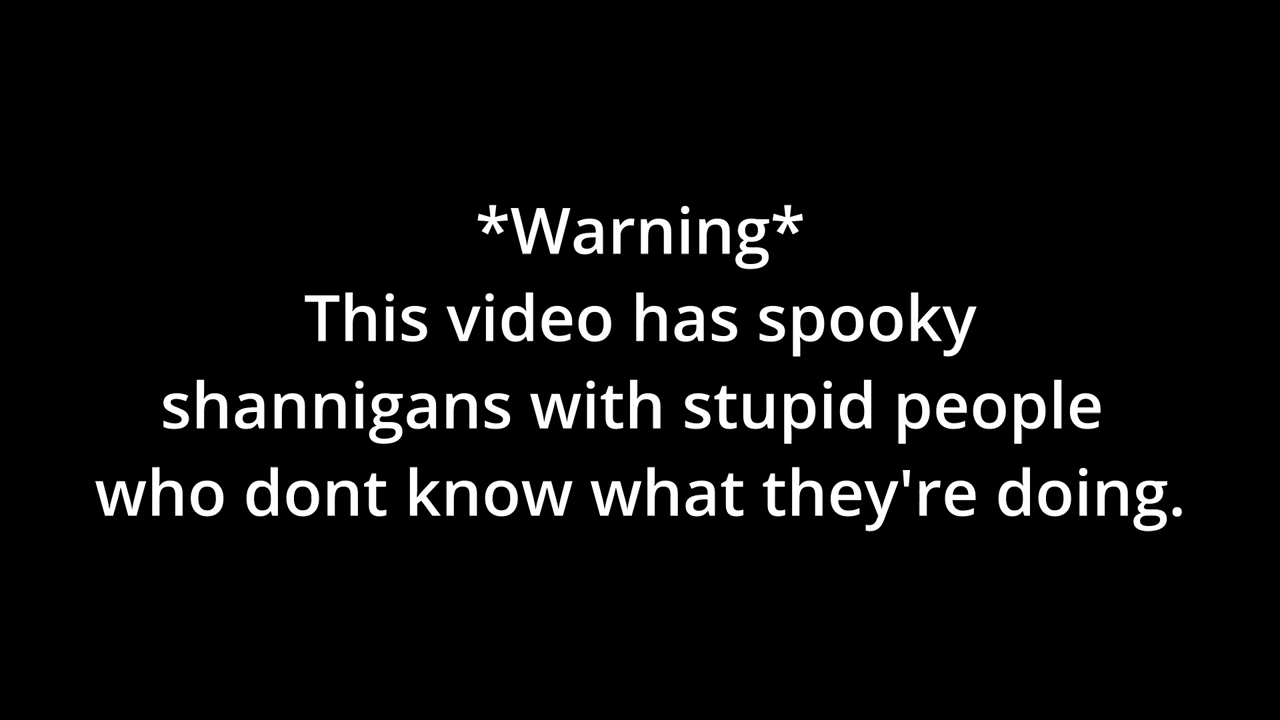 *Warning*
This video has spooky
shannigans with stupid people
who dont know what they're doing.